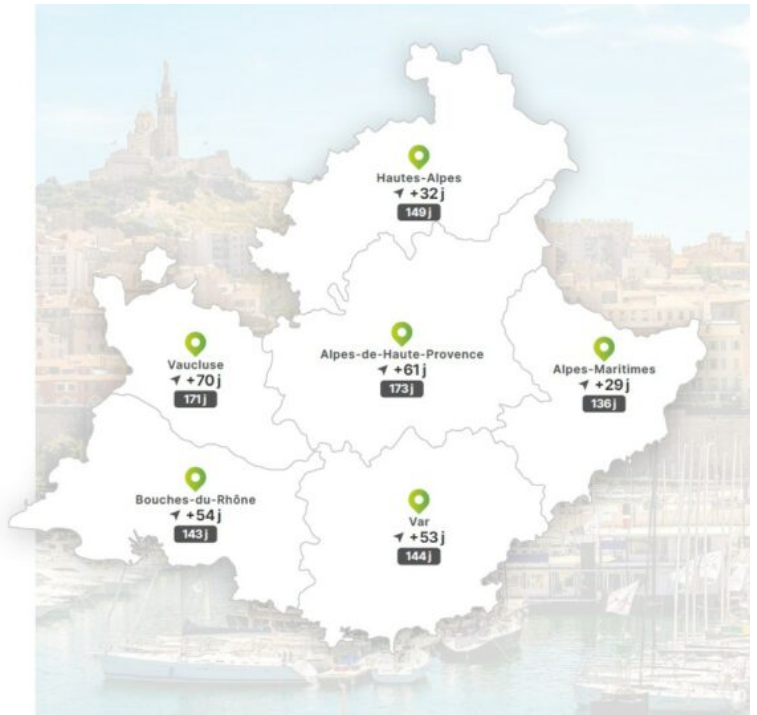 Hautes-Alpes
+32 j
149 j
Alpes-de-Haute-Provence
+61 j
173 j
Vaucluse
+70 j
171 j
Alpes-Maritimes
+29 j
136 j
Bouches-du-Rhône
+54 j
143 j
Var
+53 j
144 j